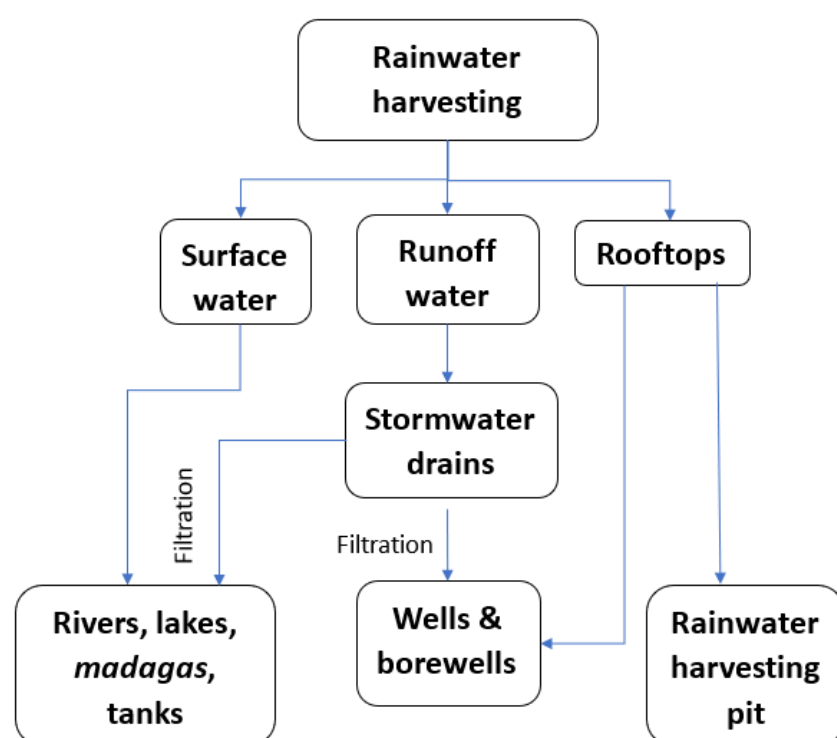 Rainwater
harvesting
Surface
water
Runoff
water
Rooftops
Stormwater
drains
Filtration
Filtration
Rivers, lakes,
madagas,
tanks
Wells &
borewells
Rainwater
harvesting
pit